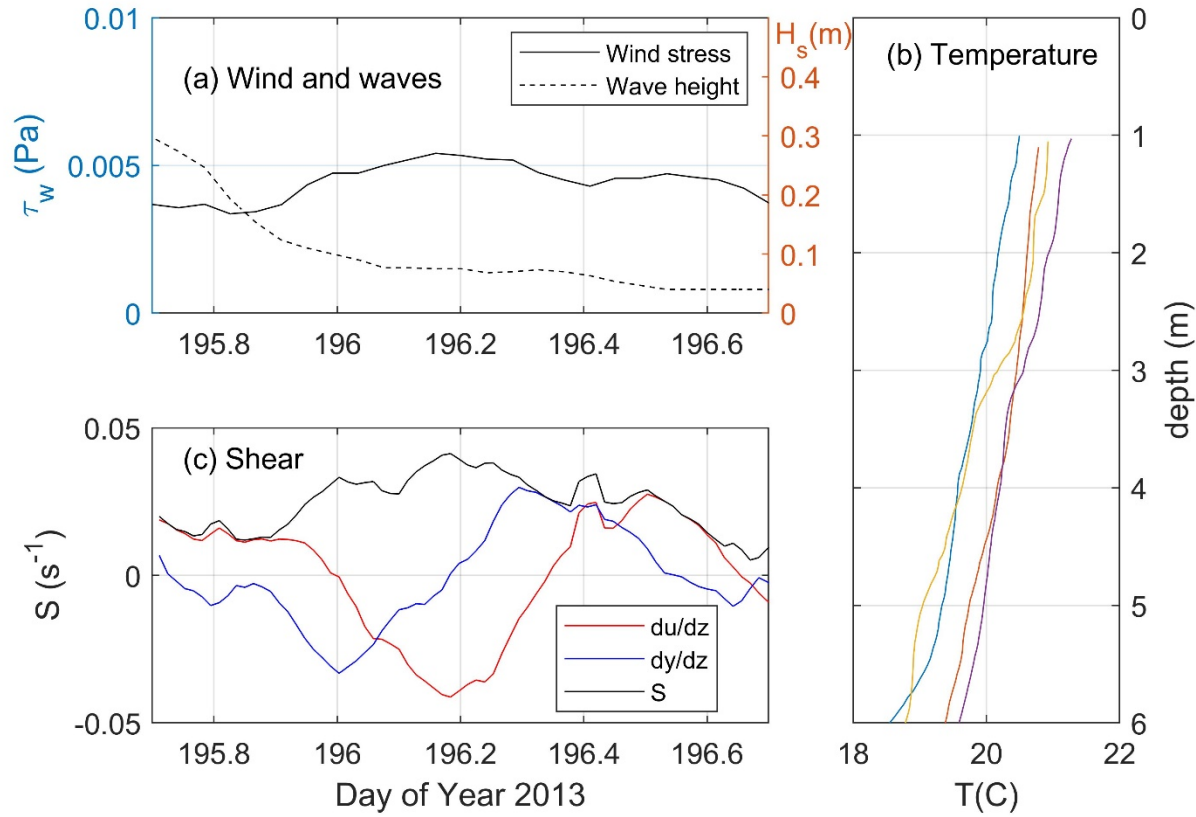 0.01
0.005
0
τw (Pa)
(a) Wind and waves
Wind stress
Wave height
Hs(m)
0.4
0.3
0.2
0.1
0
195.8 196 196.2 196.4 196.6
(b) Temperature
0
1
2
3
4
5
6
depth (m)
18 20 22
T(C)
0.05
0
-0.05
S (s-1)
(c) Shear
du/dz
dy/dz
S
195.8 196 196.2 196.4 196.6
Day of Year 2013